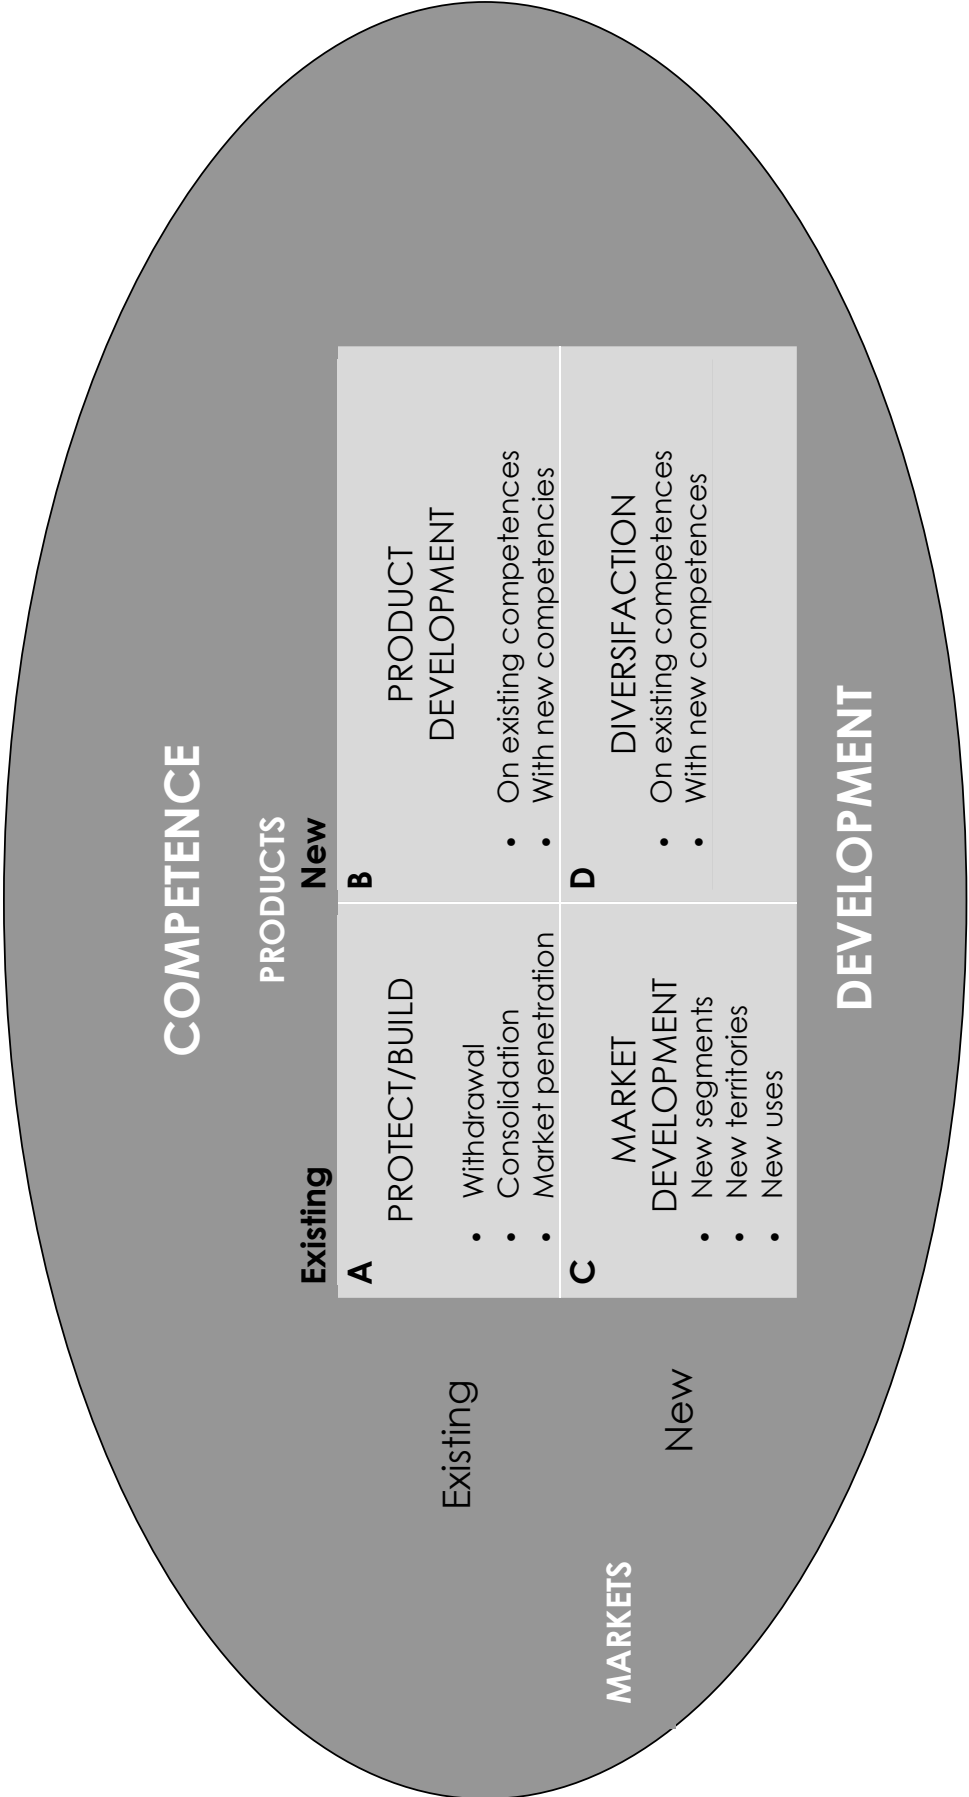 COMPETENCE
PRODUCTS
Existing
New
MARKETS
Existing
A
PROTECT/BUILD
• Withdrawal
• Consolidation
• Market penetration
B
PRODUCT
DEVELOPMENT
• On existing competences
• With new competencies
New
C
MARKET
DEVELOPMENT
• New segments
• New territories
• New uses
D
DIVERSIFACTION
• On existing competences
• With new competences
DEVELOPMENT